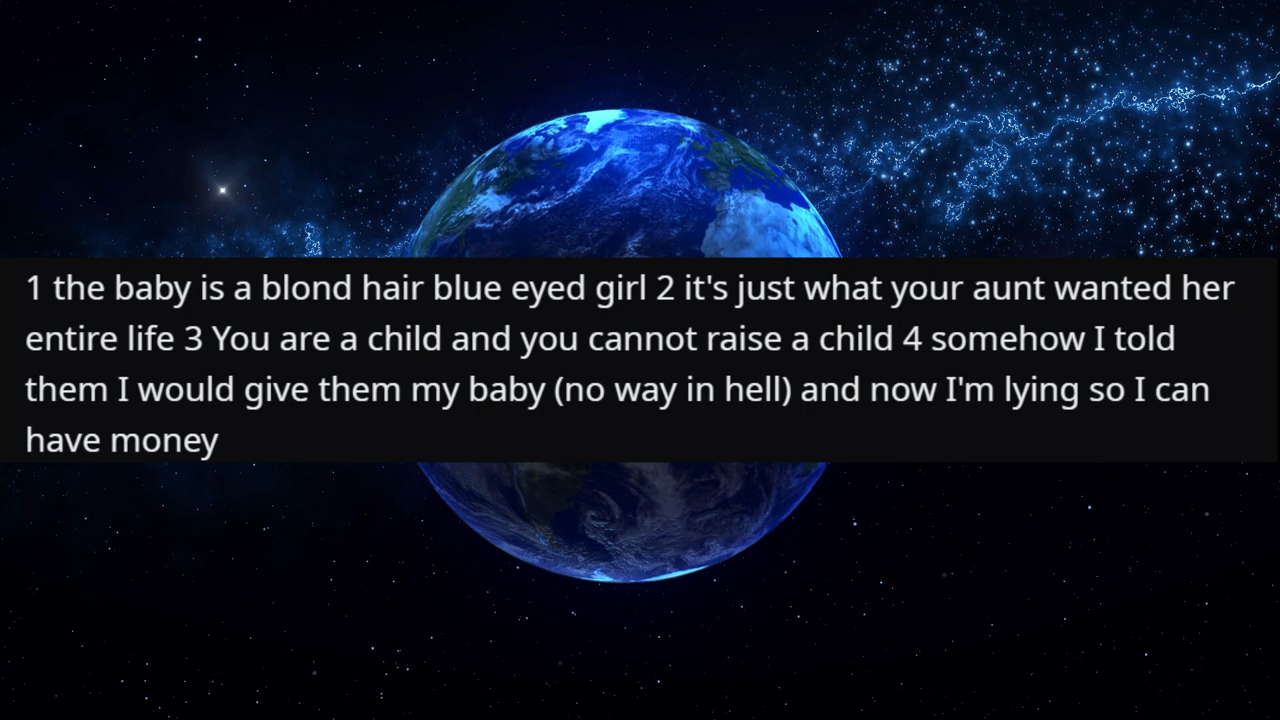 1 the baby is a blond hair blue eyed girl 2 it's just what your aunt wanted her
entire life 3 You are a child and you cannot raise a child 4 somehow I told
them I would give them my baby (no way in hell) and now I'm lying so I can
have money